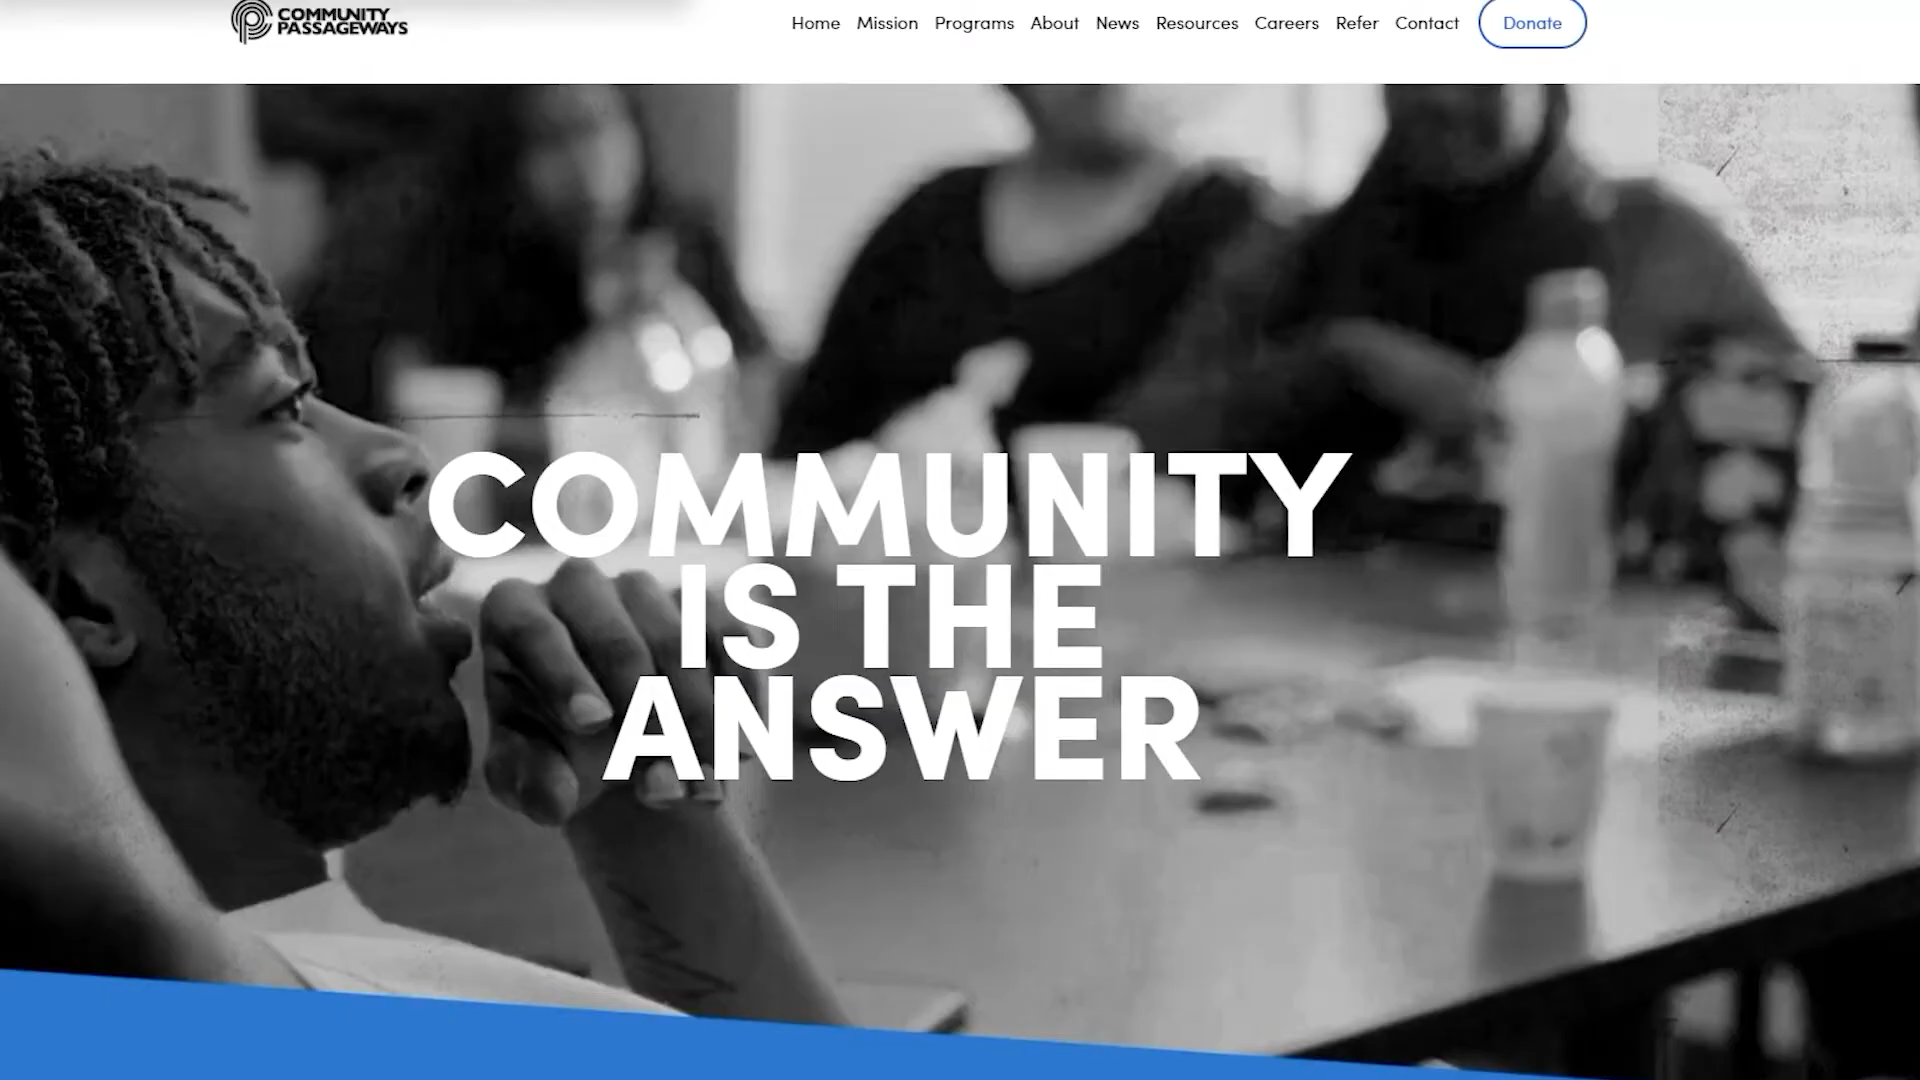 COMMUNITY
PASSAGEWAYS
Home Mission Programs About News Resources Careers Refer Contact Donate
COMMUNITY
IS THE
ANSWER